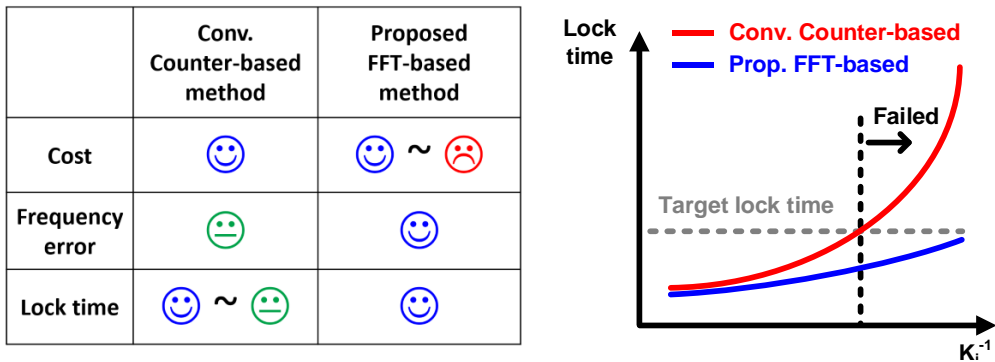 Conv.
Counter-based
method
Proposed
FFT-based
method
Cost
~
Frequency
error
Lock time
~
Lock
time
Conv. Counter-based
Prop. FFT-based
Failed
Target lock time
K_i^-1